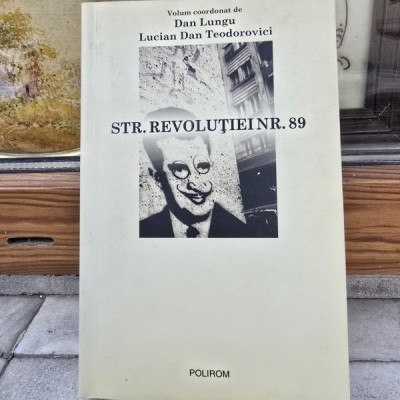 Volum coordonat de
Dan Lungu
Lucian Dan Teodorovici
STR. REVOLUȚIEI NR. 89
POLIROM